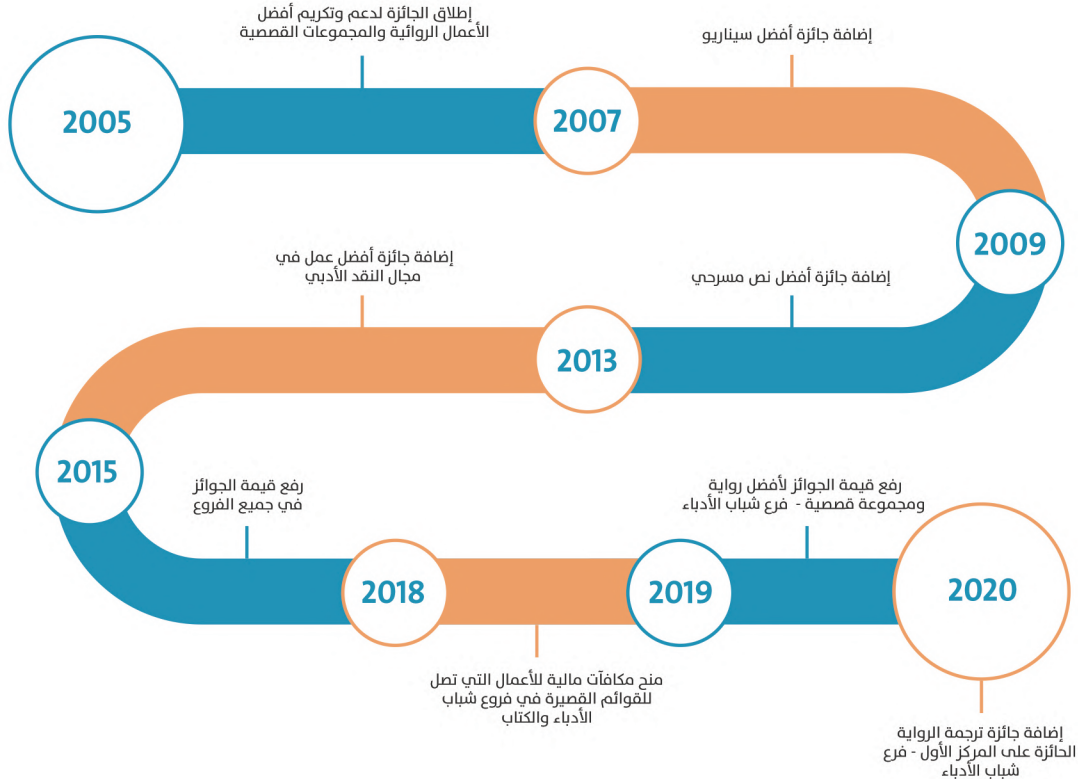 2005
إطلاق الجائزة لدعم وتكريم أفضل
الأعمال الروائية والمجموعات القصصية
2007
إضافة جائزة أفضل سيناريو
2009
إضافة جائزة أفضل نص مسرحي
2013
إضافة جائزة أفضل عمل في
مجال النقد الأدبي
2015
رفع قيمة الجوائز
في جميع الفروع
2018
منح مكافآت مالية للأعمال التي تصل
للقوائم القصيرة في فروع شباب
الأدباء والكتاب
2019
رفع قيمة الجوائز لأفضل رواية
ومجموعة قصصية - فرع شباب الأدباء
2020
إضافة جائزة ترجمة الرواية
الحائزة على المركز الأول - فرع
شباب الأدباء